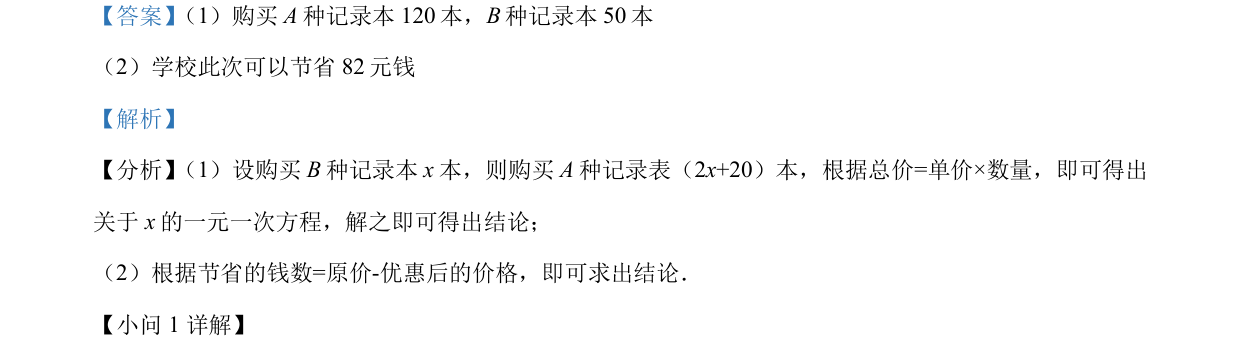 【答案】（1）购买 A 种记录本 120 本，B 种记录本 50 本
（2）学校此次可以节省 82 元钱
【解析】
【分析】（1）设购买 B 种记录本 x 本，则购买 A 种记录表（2x+20）本，根据总价=单价×数量，即可得出
关于 x 的一元一次方程，解之即可得出结论；
（2）根据节省的钱数=原价-优惠后的价格，即可求出结论．
【小问 1 详解】